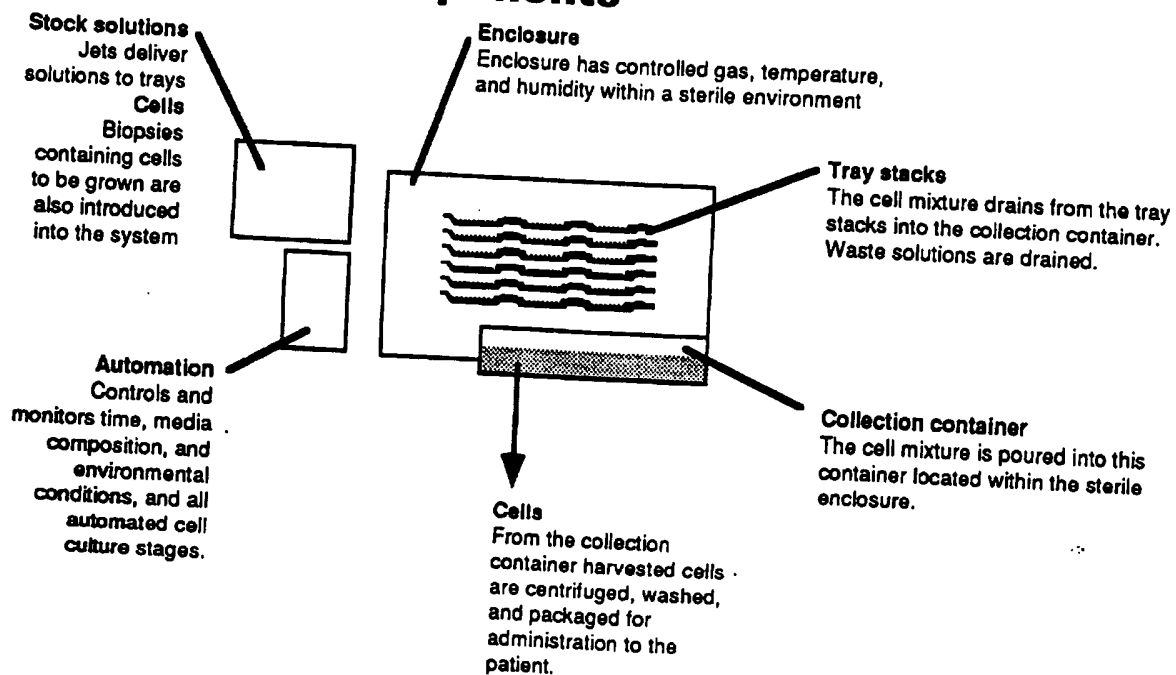 Stock solutions
Jets deliver
solutions to trays
Cells
Biopsies
containing cells
to be grown are
also introduced
into the system
Enclosure
Enclosure has controlled gas, temperature,
and humidity within a sterile environment
Tray stacks
The cell mixture drains from the tray
stacks into the collection container.
Waste solutions are drained.
Automation
Controls and
monitors time, media
composition, and
environmental
conditions, and all
automated cell
culture stages.
Collection container
The cell mixture is poured into this
container located within the sterile
enclosure.
Cells
From the collection
container harvested cells
are centrifuged, washed,
and packaged for
administration to the
patient.